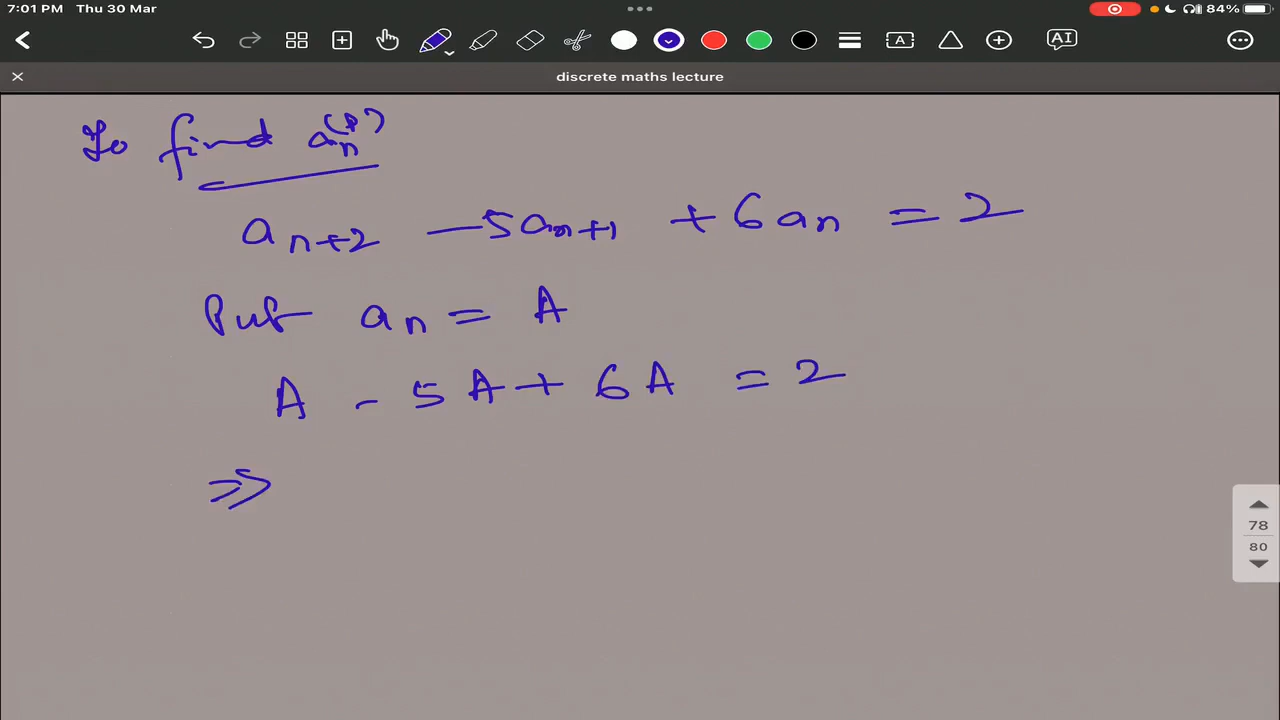 7:01 PM Thu 30 Mar
84%
A
AI
discrete maths lecture
To find aₙ⁽ᵖ⁾
aₙ₊₂ - 5aₙ₊₁ + 6aₙ = 2
Put aₙ = A
A - 5A + 6A = 2
⇒
78
80